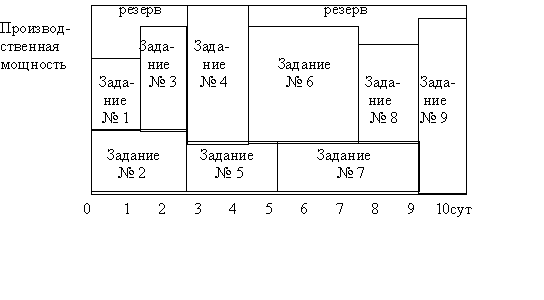 резерв резерв
Производ-
ственная
мощность
Зада-
ние
№ 1
Зада-
ние
№ 3
Зада-
ние
№ 4
Задание
№ 6
Зада-
ние
№ 8
Зада-
ние
№ 9
Задание
№ 2
Задание
№ 5
Задание
№ 7
0 1 2 3 4 5 6 7 8 9 10сут